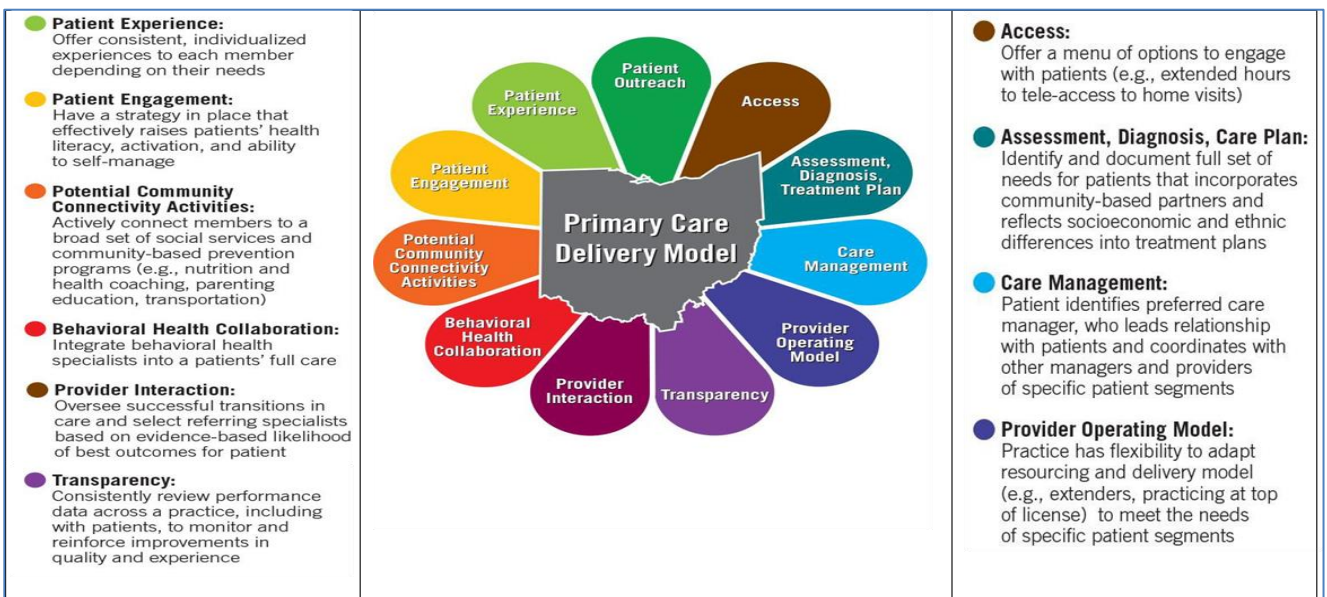 Patient Experience:
Offer consistent, individualized
experiences to each member
depending on their needs
Patient Engagement:
Have a strategy in place that
effectively raises patients' health
literacy, activation, and ability
to self-manage
Potential Community
Connectivity Activities:
Actively connect members to a
broad set of social services and
community-based prevention
programs (e.g., nutrition and
health coaching, parenting
education, transportation)
Behavioral Health Collaboration:
Integrate behavioral health
specialists into a patients' full care
Provider Interaction:
Oversee successful transitions in
care and select referring specialists
based on evidence-based likelihood
of best outcomes for patient
Transparency:
Consistently review performance
data across a practice, including
with patients, to monitor and
reinforce improvements in
quality and experience
Patient
Outreach
Access
Assessment,
Diagnosis,
Treatment Plan
Care
Management
Provider
Operating
Model
Transparency
Provider
Interaction
Behavioral
Health
Collaboration
Potential
Community
Connectivity
Activities
Patient
Engagement
Patient
Experience
Primary Care
Delivery Model
Access:
Offer a menu of options to engage
with patients (e.g., extended hours
to tele-access to home visits)
Assessment, Diagnosis, Care Plan:
Identify and document full set of
needs for patients that incorporates
community-based partners and
reflects socioeconomic and ethnic
differences into treatment plans
Care Management:
Patient identifies preferred care
manager, who leads relationship
with patients and coordinates with
other managers and providers
of specific patient segments
Provider Operating Model:
Practice has flexibility to adapt
resourcing and delivery model
(e.g., extenders, practicing at top
of license) to meet the needs
of specific patient segments